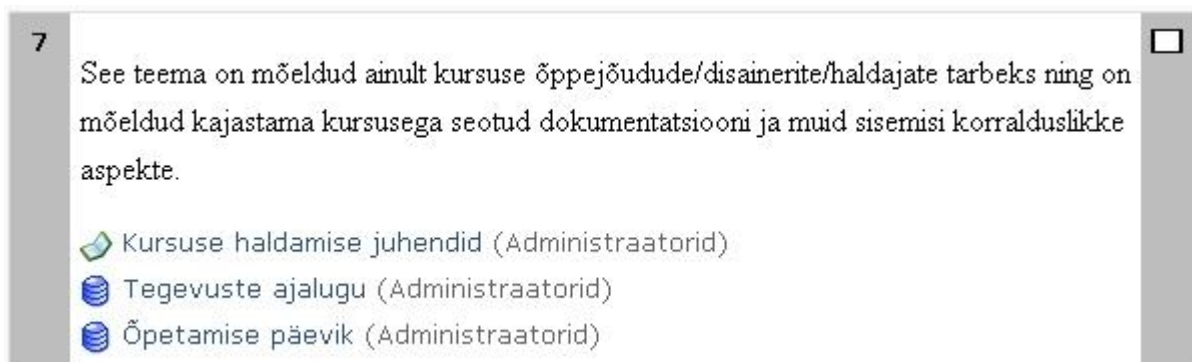 7
See teema on mõeldud ainult kursuse õppejõudude/disainerite/haldajate tarbeks ning on
mõeldud kajastama kursusega seotud dokumentatsiooni ja muid sisemisi korralduslikke
aspekte.
Kursuse haldamise juhendid (Administraatorid)
Tegevuste ajalugu (Administraatorid)
Õpetamise päevik (Administraatorid)